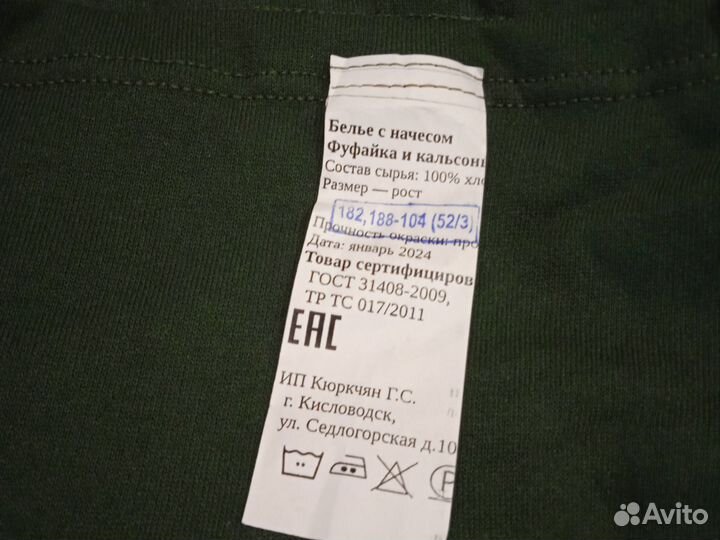 Белье с начесом
Фуфайка и кальсоны
Состав сырья: 100% хло
Размер — рост
182,188-104 (52/3)
Прочность окраски: про
Дата: январь 2024
Товар сертифициров
ГОСТ 31408-2009,
ТР ТС 017/2011
EAC
ИП Кюркчян Г.С.
г. Кисловодск,
ул. Седлогорская д.10
P
Avito